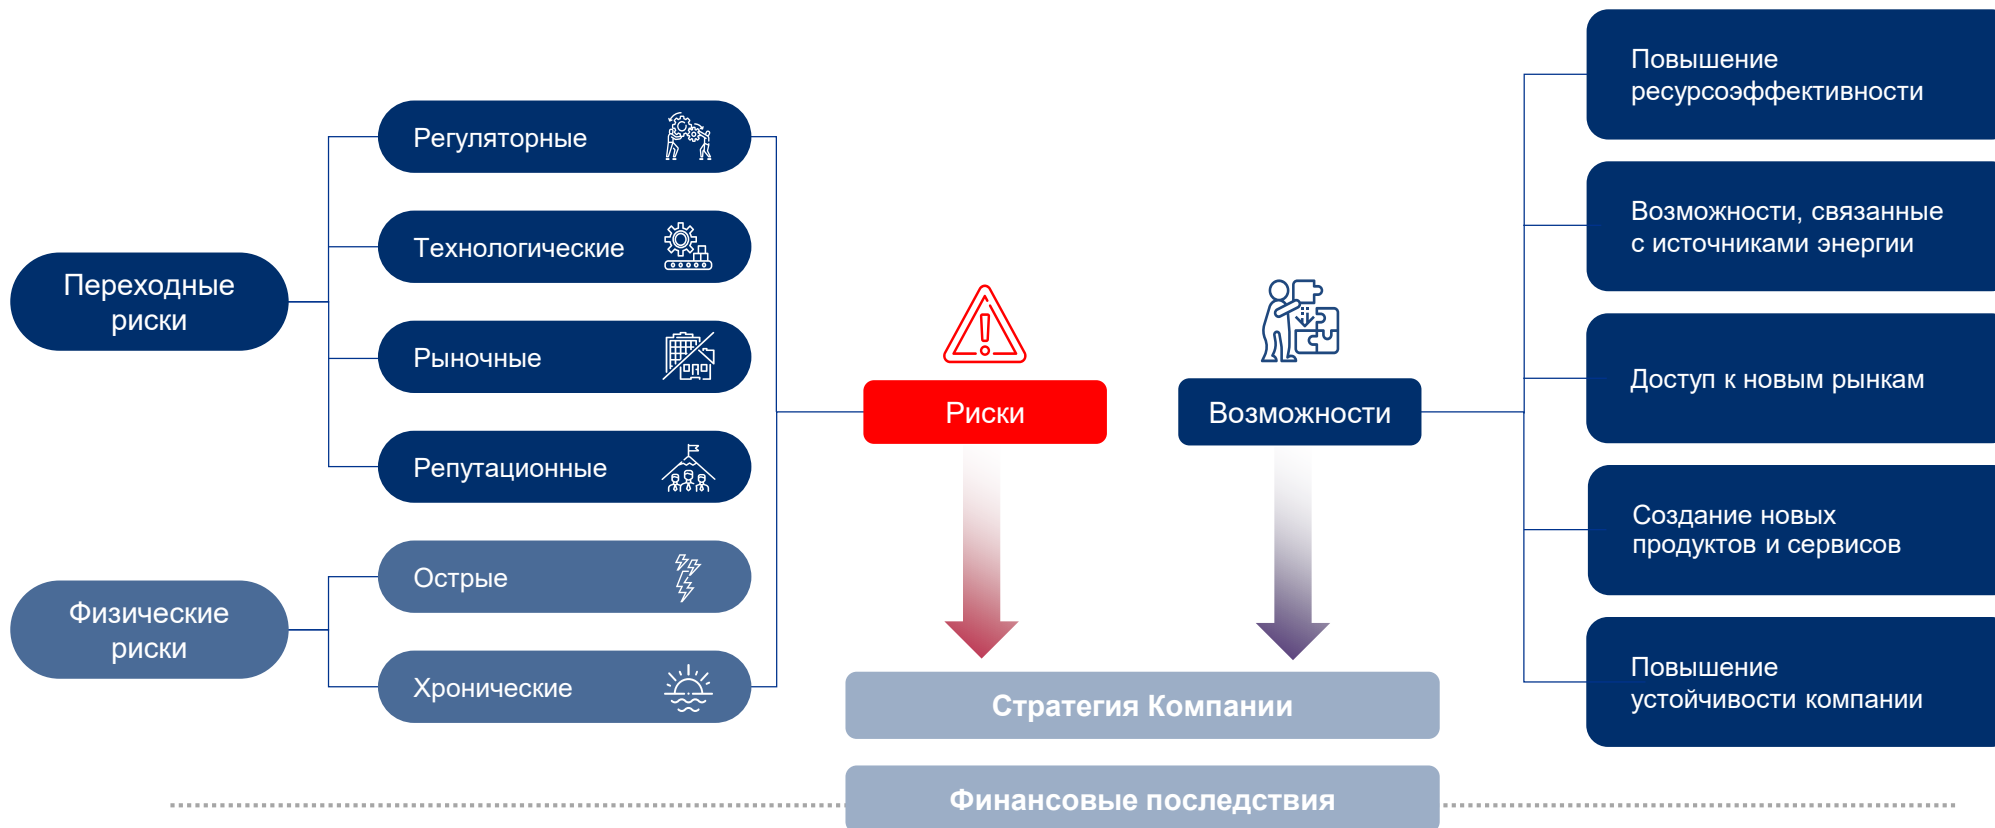 Переходные
риски
Физические
риски
Регуляторные
Технологические
Рыночные
Репутационные
Острые
Хронические
Риски
Возможности
Стратегия Компании
Финансовые последствия
Повышение
ресурсоэффективности
Возможности, связанные
с источниками энергии
Доступ к новым рынкам
Создание новых
продуктов и сервисов
Повышение
устойчивости компании